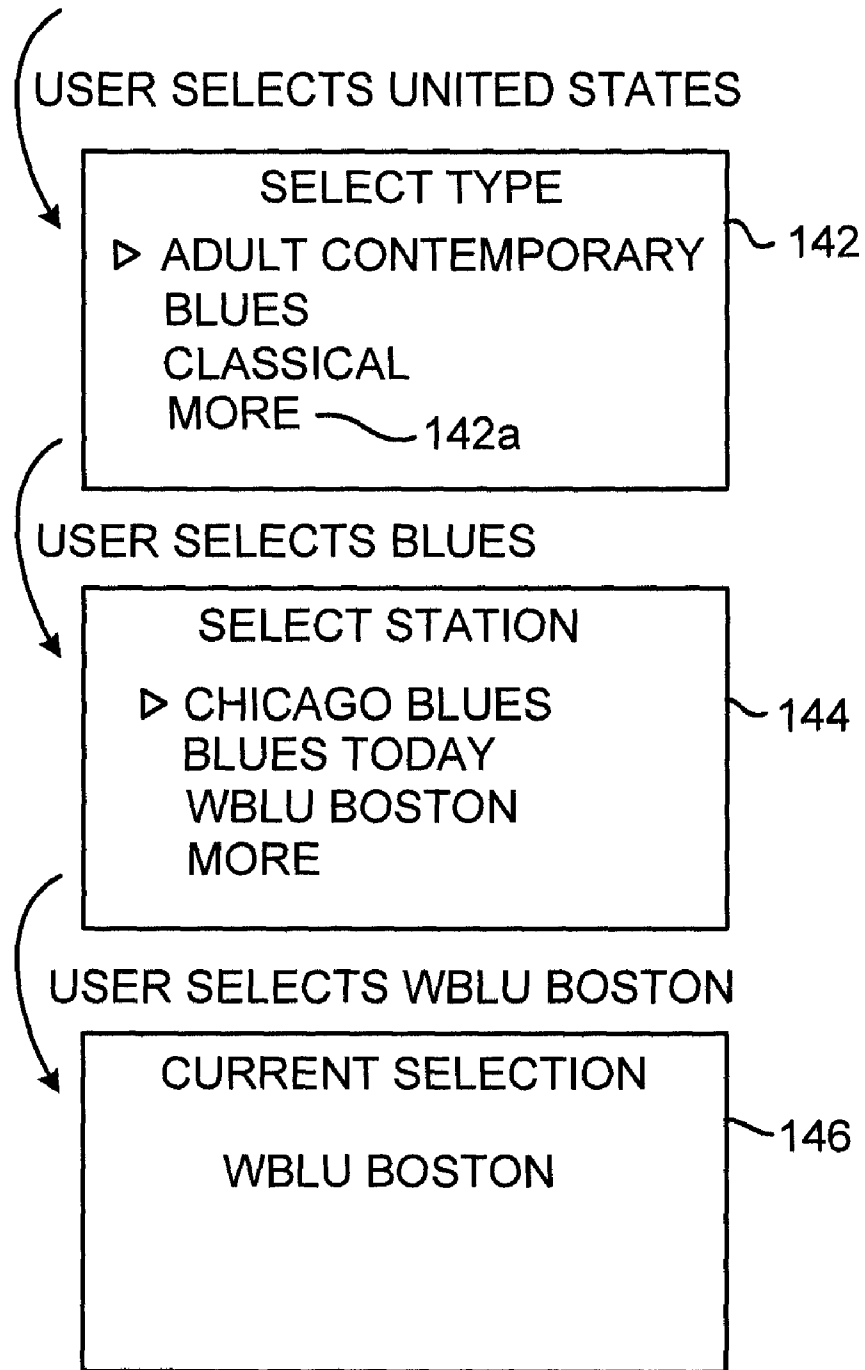 USER SELECTS UNITED STATES
SELECT TYPE
142
ADULT CONTEMPORARY
BLUES
CLASSICAL
MORE
142a
USER SELECTS BLUES
SELECT STATION
CHICAGO BLUES
144
BLUES TODAY
WBLU BOSTON
MORE
USER SELECTS WBLU BOSTON
CURRENT SELECTION
146
WBLU BOSTON